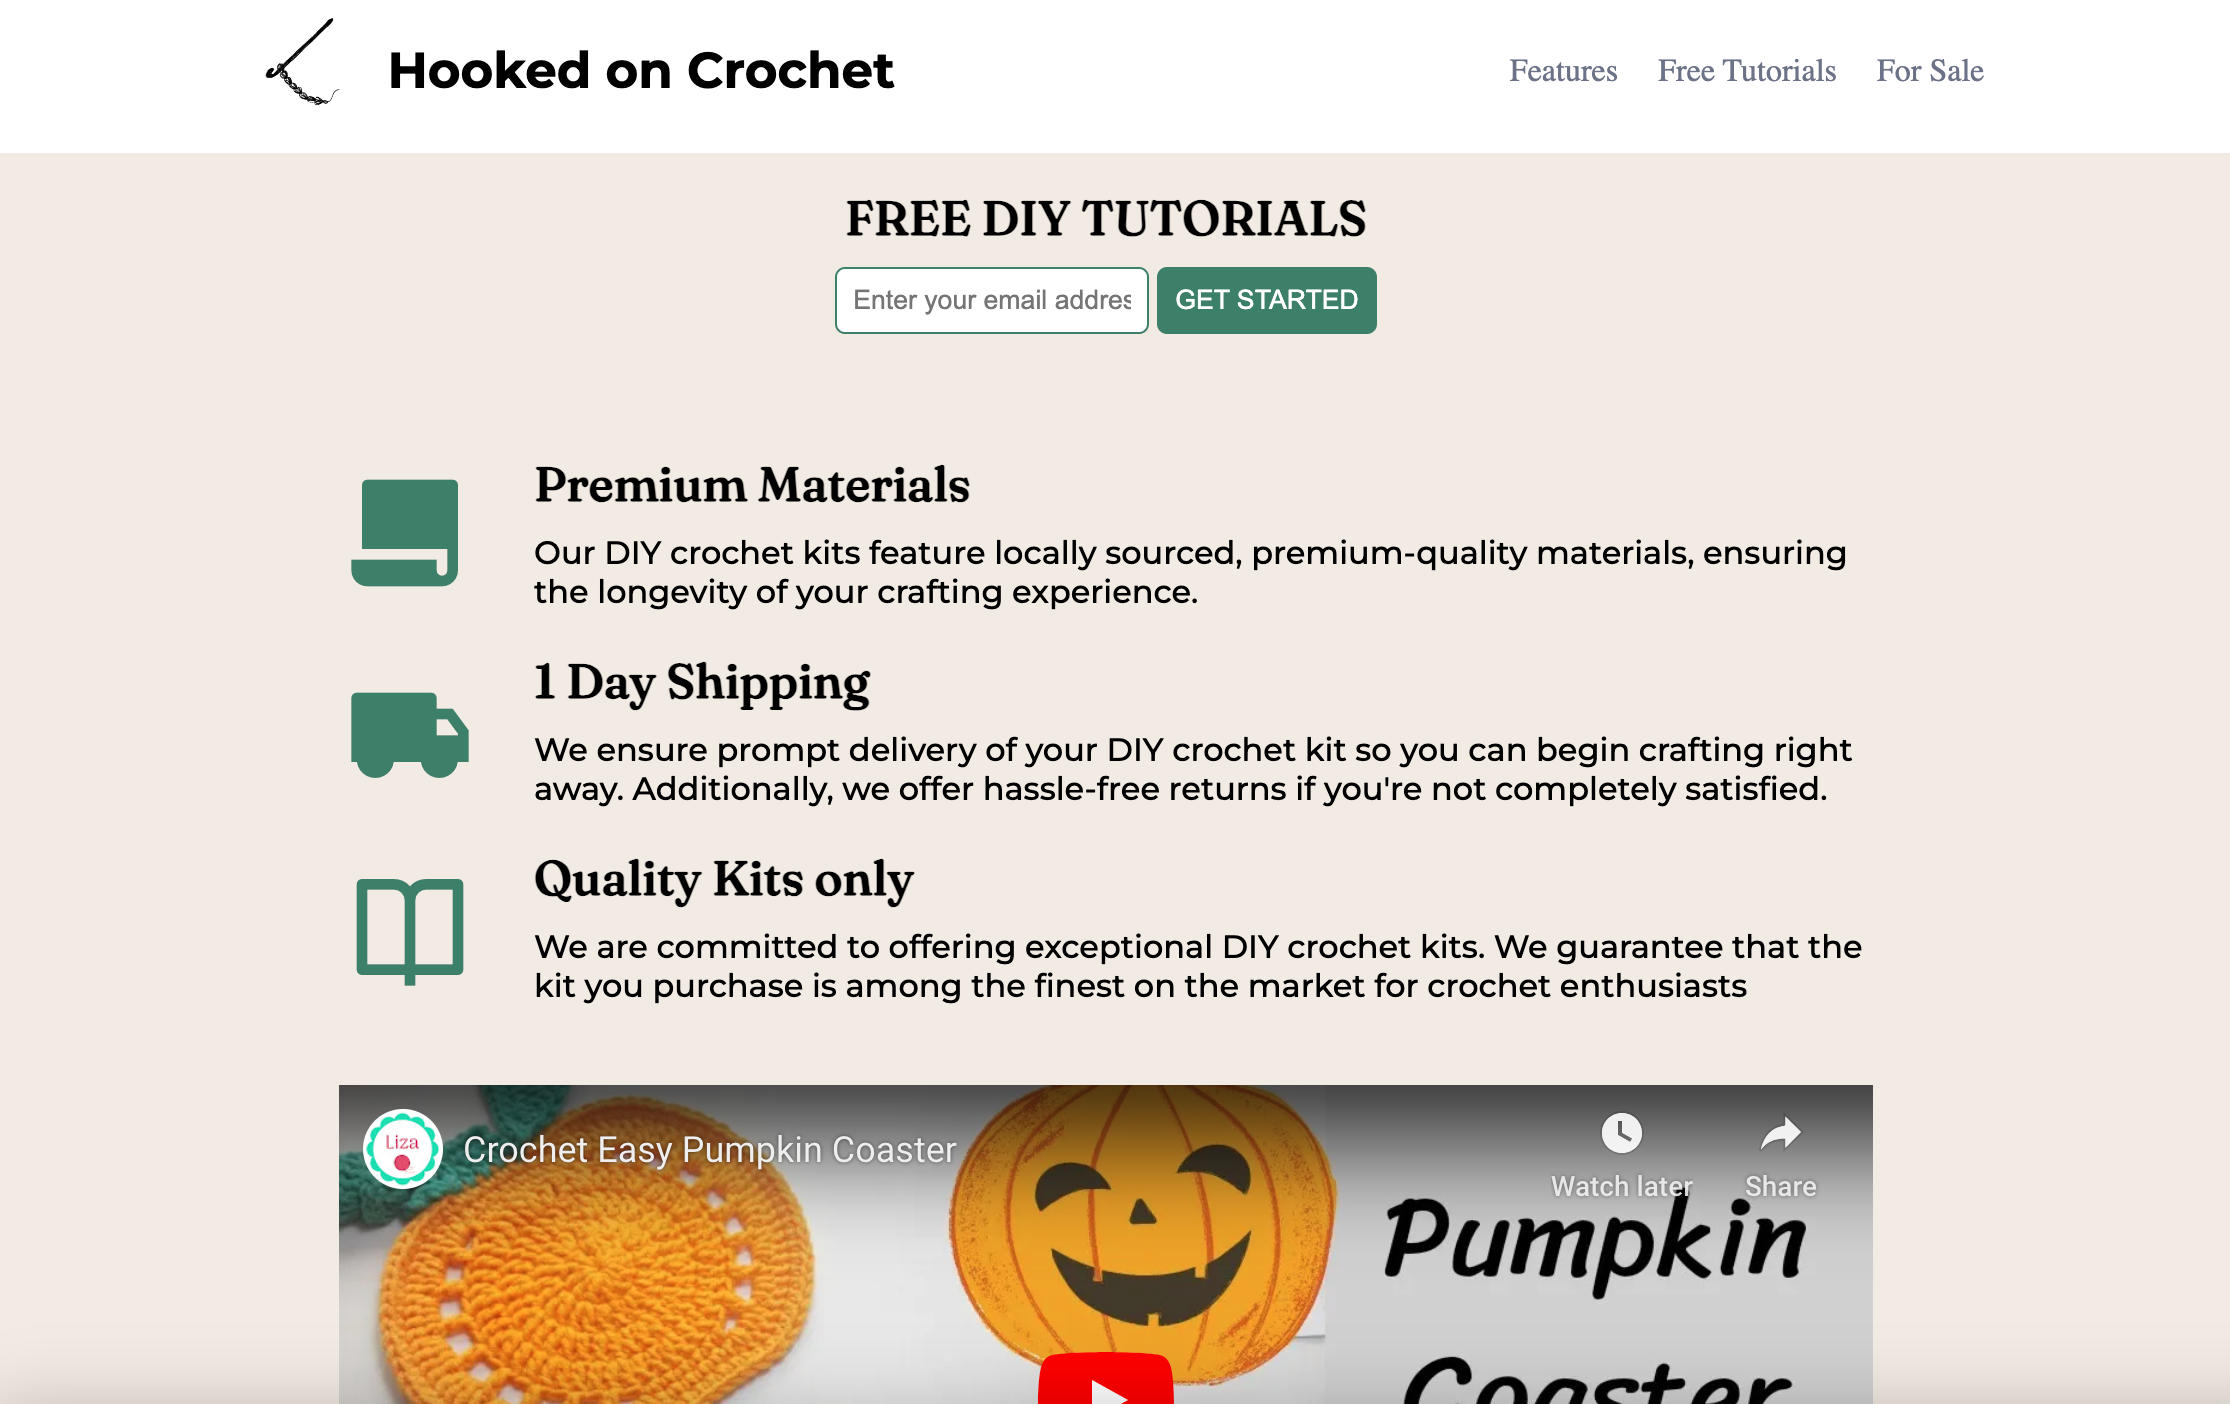 Hooked on Crochet
Features
Free Tutorials
For Sale
FREE DIY TUTORIALS
Enter your email addres
GET STARTED
Premium Materials
Our DIY crochet kits feature locally sourced, premium-quality materials, ensuring
the longevity of your crafting experience.
1 Day Shipping
We ensure prompt delivery of your DIY crochet kit so you can begin crafting right
away. Additionally, we offer hassle-free returns if you're not completely satisfied.
Quality Kits only
We are committed to offering exceptional DIY crochet kits. We guarantee that the
kit you purchase is among the finest on the market for crochet enthusiasts
Liza
Crochet Easy Pumpkin Coaster
Watch later
Share
Pumpkin
Coaster